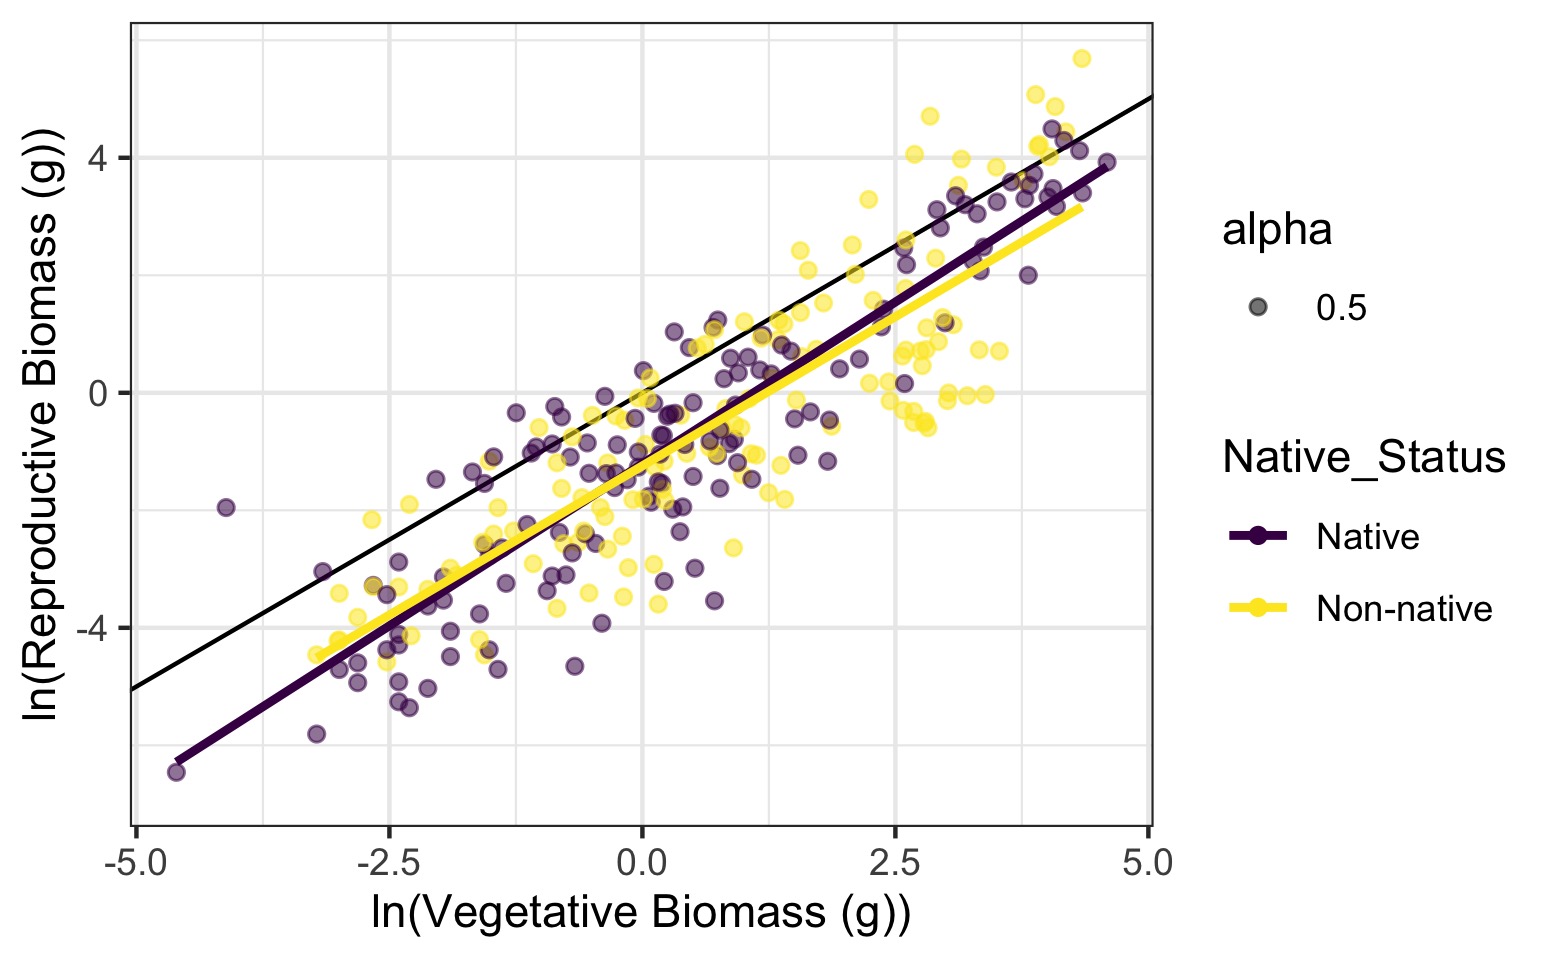 ln(Reproductive Biomass (g))
4
0
-4
-5.0
-2.5
0.0
2.5
5.0
ln(Vegetative Biomass (g))
alpha
0.5
Native_Status
Native
Non-native